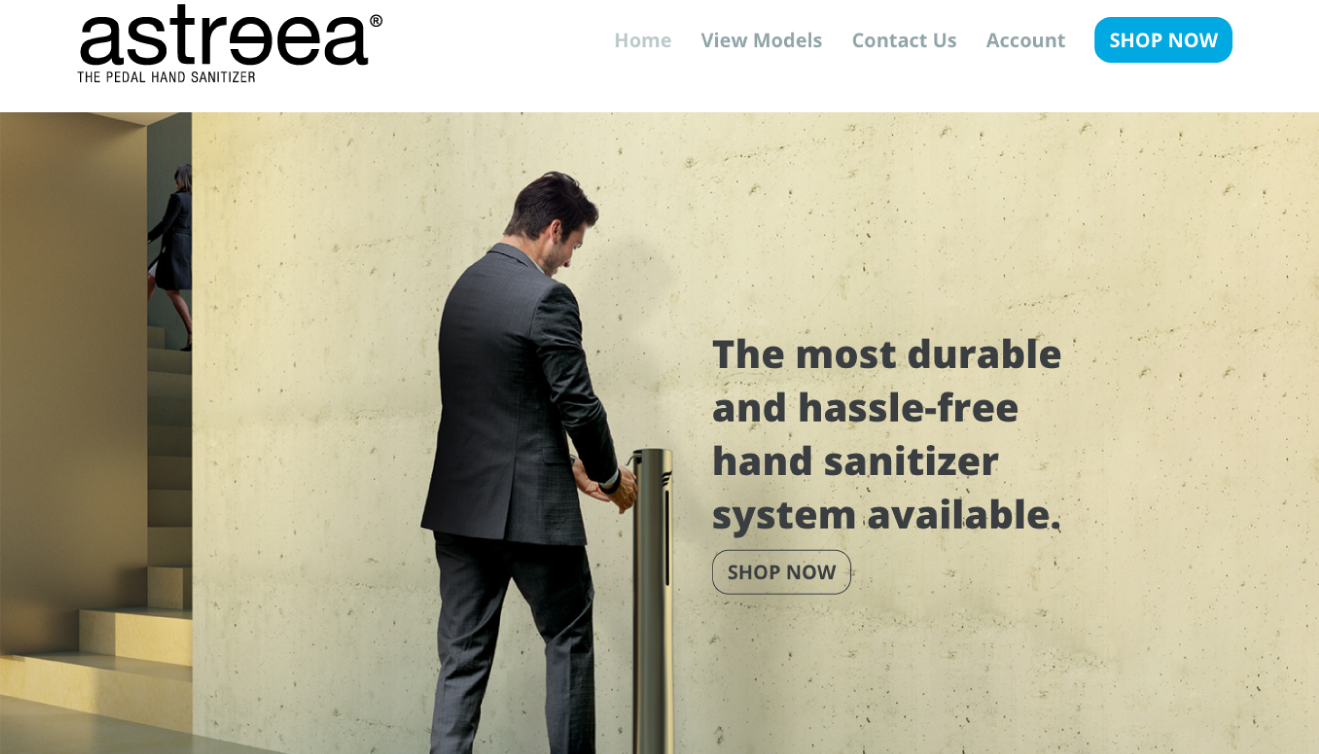 astreea®
THE PEDAL HAND SANITIZER
Home View Models Contact Us Account SHOP NOW
The most durable
and hassle-free
hand sanitizer
system available.
SHOP NOW